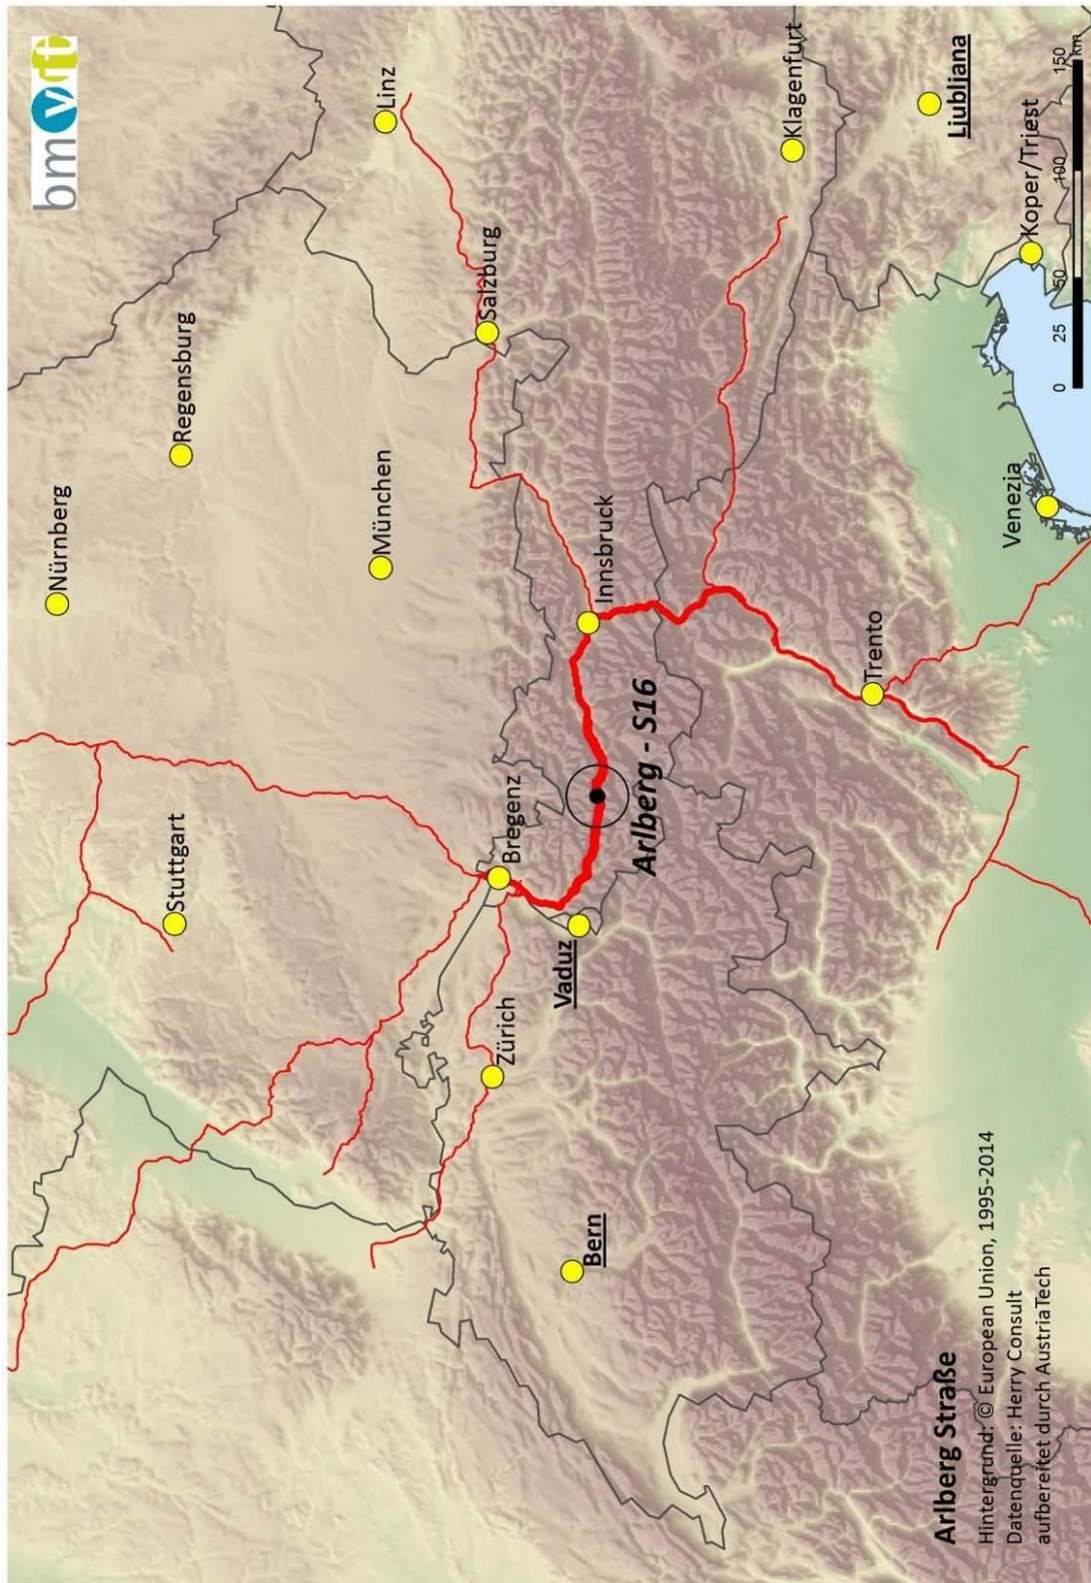 bmvit
Nürnberg
Regensburg
Linz
Stuttgart
München
Salzburg
Bregenz
Innsbruck
Zürich
Vaduz
Bern
Arlberg - S16
Klagenfurt
Trento
Ljubljana
Venezia
Koper/Triest
Arlberg Straße
Hintergrund: © European Union, 1995-2014
Datenquelle: Herry Consult
aufbereitet durch AustriaTech
0 25 50 100 150
km